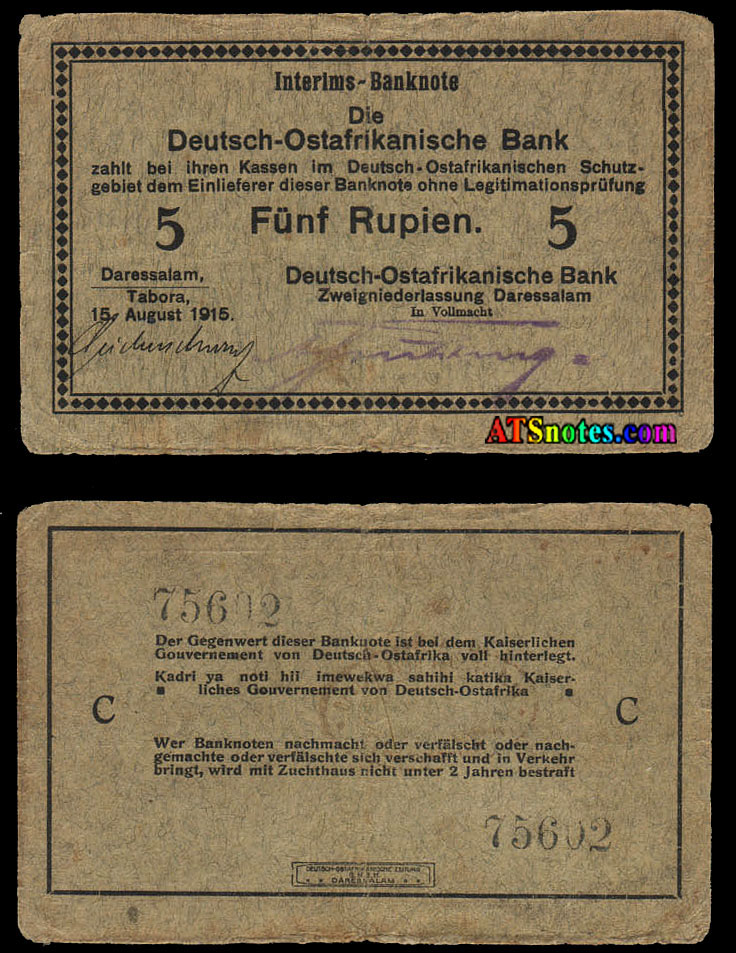 Interims-Banknote
Die
Deutsch-Ostafrikanische Bank
zahlt bei ihren Kassen im Deutsch-Ostafrikanischen Schutz-
gebiet dem Einlieferer dieser Banknote ohne Legitimationsprüfung
5 Fünf Rupien. 5
Daressalam,
Tabora,
15. August 1915.
Deutsch-Ostafrikanische Bank
Zweigniederlassung Daressalam
In Vollmacht
ATSnotes.com
75602
Der Gegenwert dieser Banknote ist bei dem Kaiserlichen
Gouvernement von Deutsch-Ostafrika voll hinterlegt.
Kadri ya noti hii imewekwa sahihi katika Kaiser-
liches Gouvernement von Deutsch-Ostafrika
C C
Wer Banknoten nachmacht oder verfälscht oder nach-
gemachte oder verfälschte sich verschafft und in Verkehr
bringt, wird mit Zuchthaus nicht unter 2 Jahren bestraft
75602
DEUTSCH-OSTAFRIKANISCHE ZEITUNG
G.M.B.H.
DARESSALAM